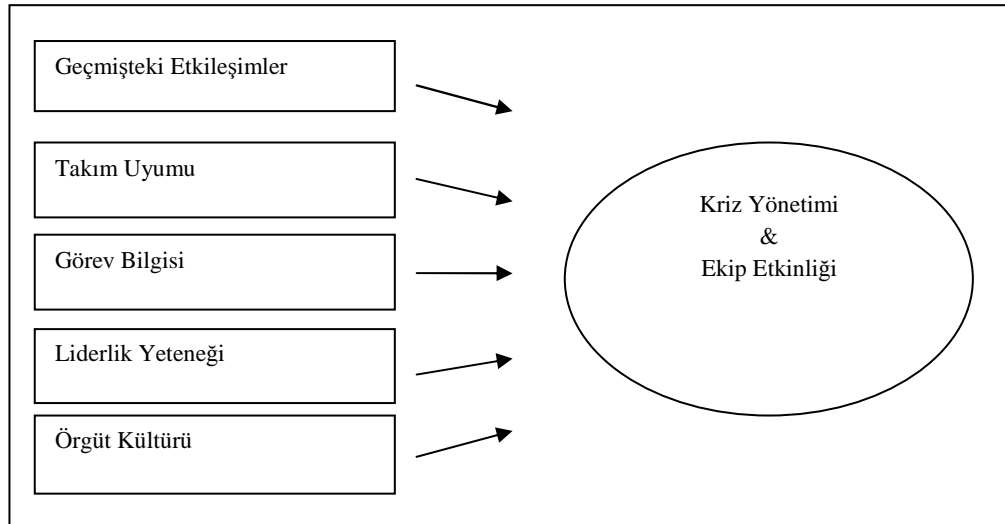 Geçmişteki Etkileşimler
Takım Uyumu
Görev Bilgisi
Liderlik Yeteneği
Örgüt Kültürü
Kriz Yönetimi
&
Ekip Etkinliği